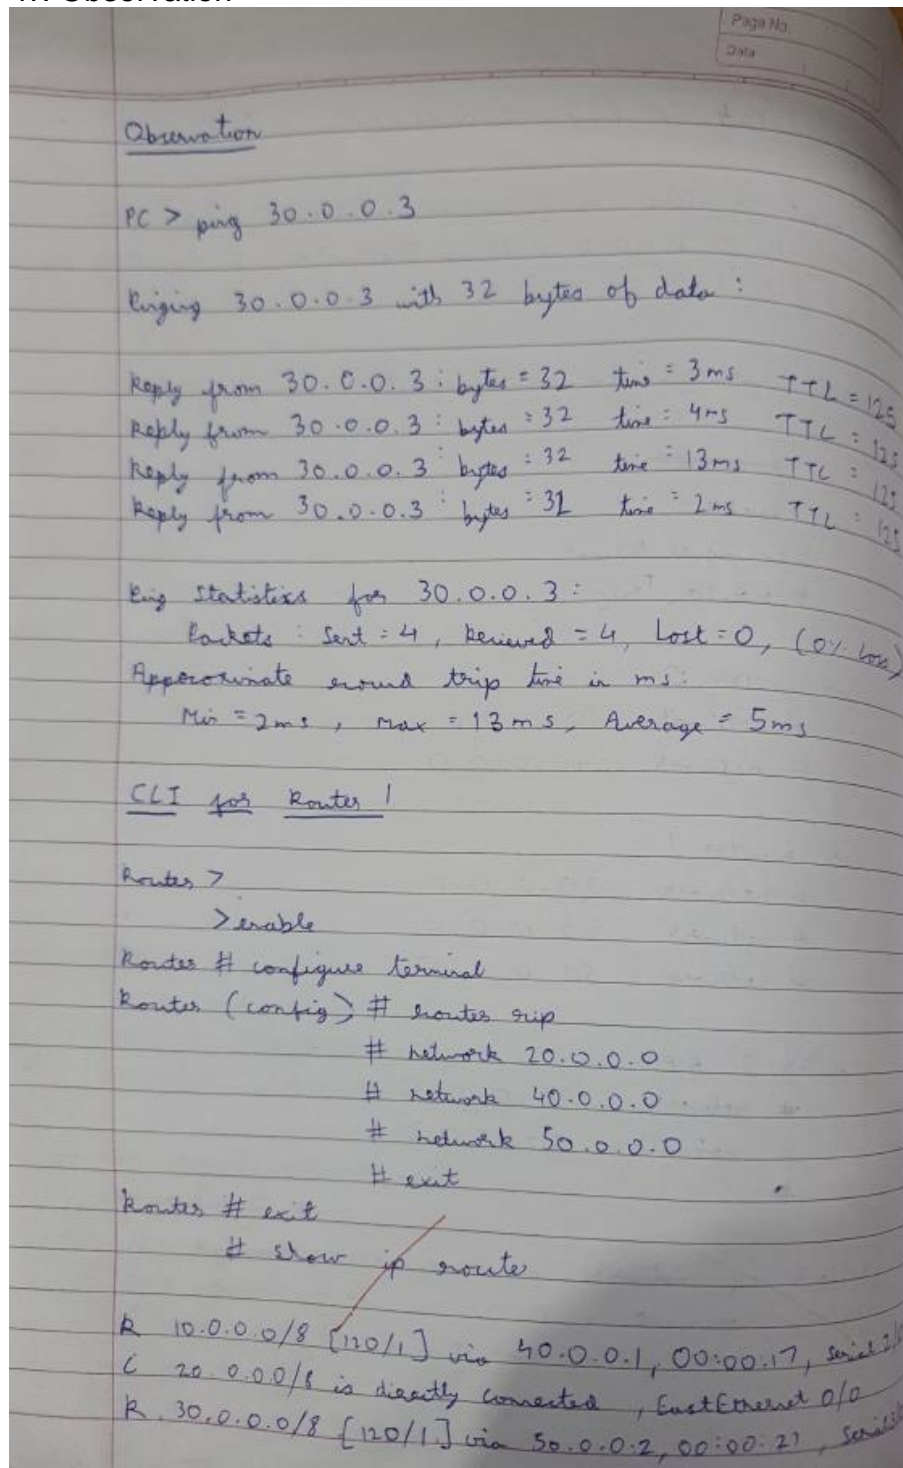 Page No.
Date
Observation
PC > ping 30.0.0.3
Pinging 30.0.0.3 with 32 bytes of data :
Reply from 30.0.0.3 : bytes = 32 time = 3ms TTL = 125
Reply from 30.0.0.3 : bytes = 32 time = 4ms TTL = 125
Reply from 30.0.0.3 : bytes = 32 time = 13ms TTL = 125
Reply from 30.0.0.3 : bytes = 32 time = 2ms TTL = 125
Ping Statistics for 30.0.0.3 :
Packets : Sent = 4, Recieved = 4, Lost = 0, (0% Loss)
Approximate round trip time in ms :
Min = 2ms, Max = 13ms, Average = 5ms
CLI for Router 1
Router >
> enable
Router # configure terminal
Router (config) # router rip
# network 20.0.0.0
# network 40.0.0.0
# network 50.0.0.0
# exit
Router # exit
# show ip route
R 10.0.0.0/8 [120/1] via 40.0.0.1, 00:00:17,
C 20.0.0.0/8 is directly connected, FastEthernet 0/0
R 30.0.0.0/8 [120/1] via 50.0.0.2, 00:00:21,